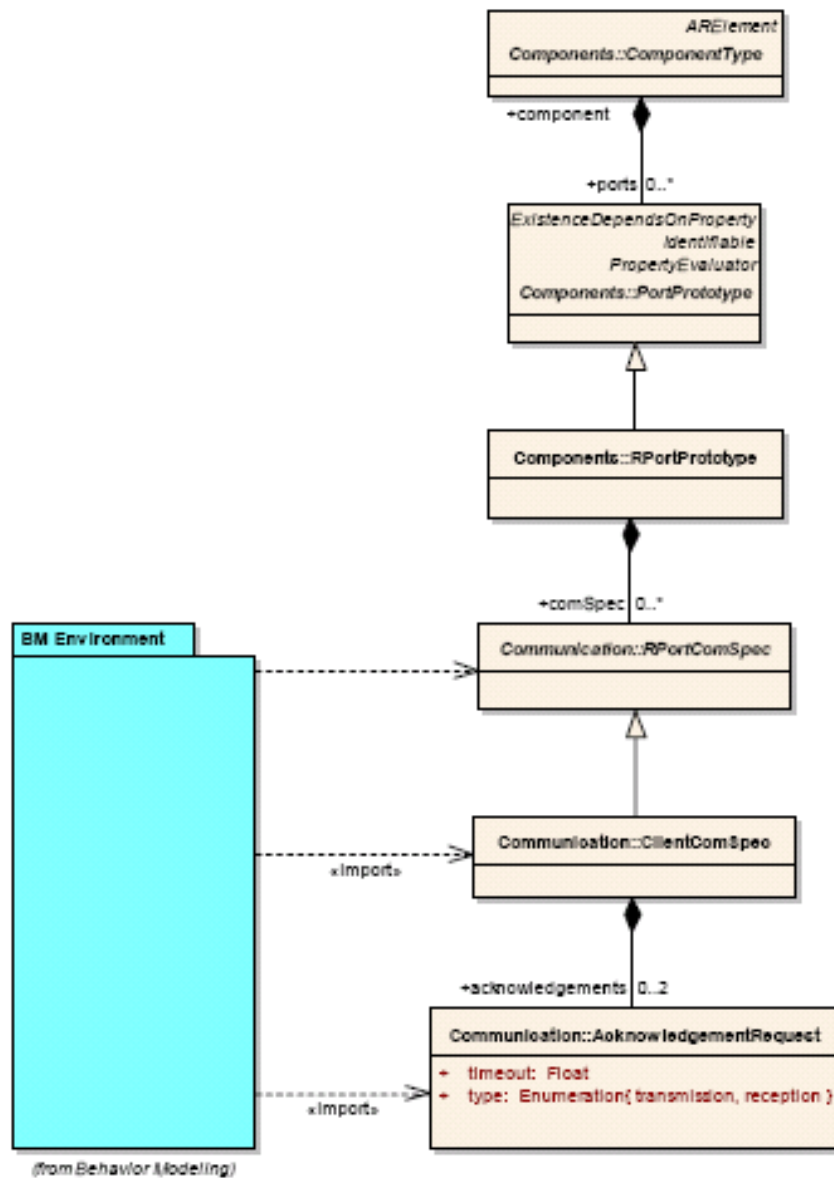 ARElement
Components::ComponentType
+component
+ports 0..*
ExistenceDependsOnProperty
Identifiable
PropertyEvaluator
Components::PortPrototype
Components::RPortPrototype
+comSpec 0..*
BM Environment
Communication::RPortComSpec
Communication::ClientComSpec
«import»
+acknowledgements 0..2
Communication::AcknowledgementRequest
+ timeout: Float
+ type: Enumeration{ transmission, reception }
«import»
(from Behavior Modeling)